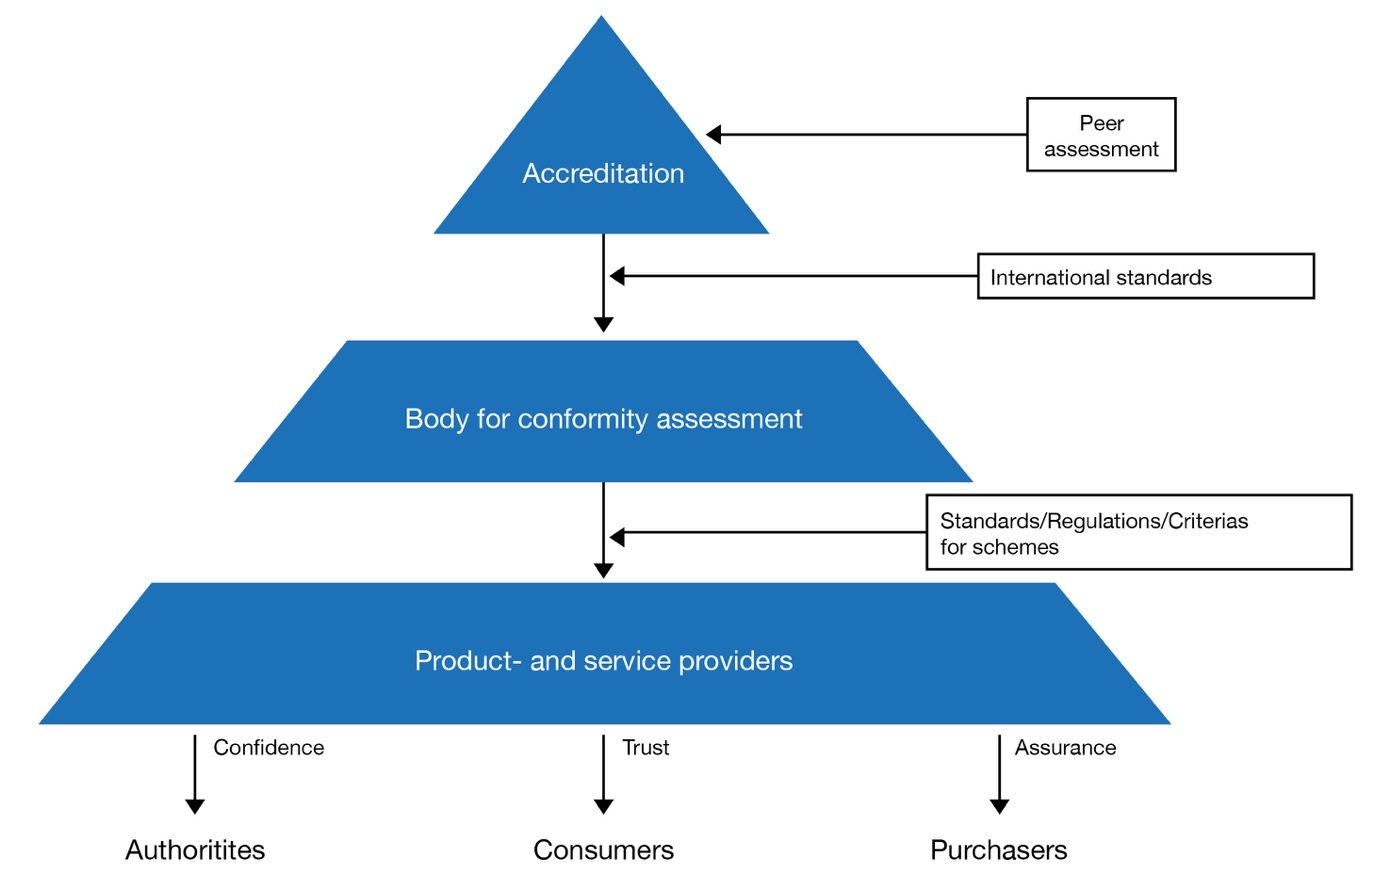 Peer
assessment
Accreditation
International standards
Body for conformity assessment
Standards/Regulations/Criterias
for schemes
Product- and service providers
Confidence
Trust
Assurance
Authoritites
Consumers
Purchasers